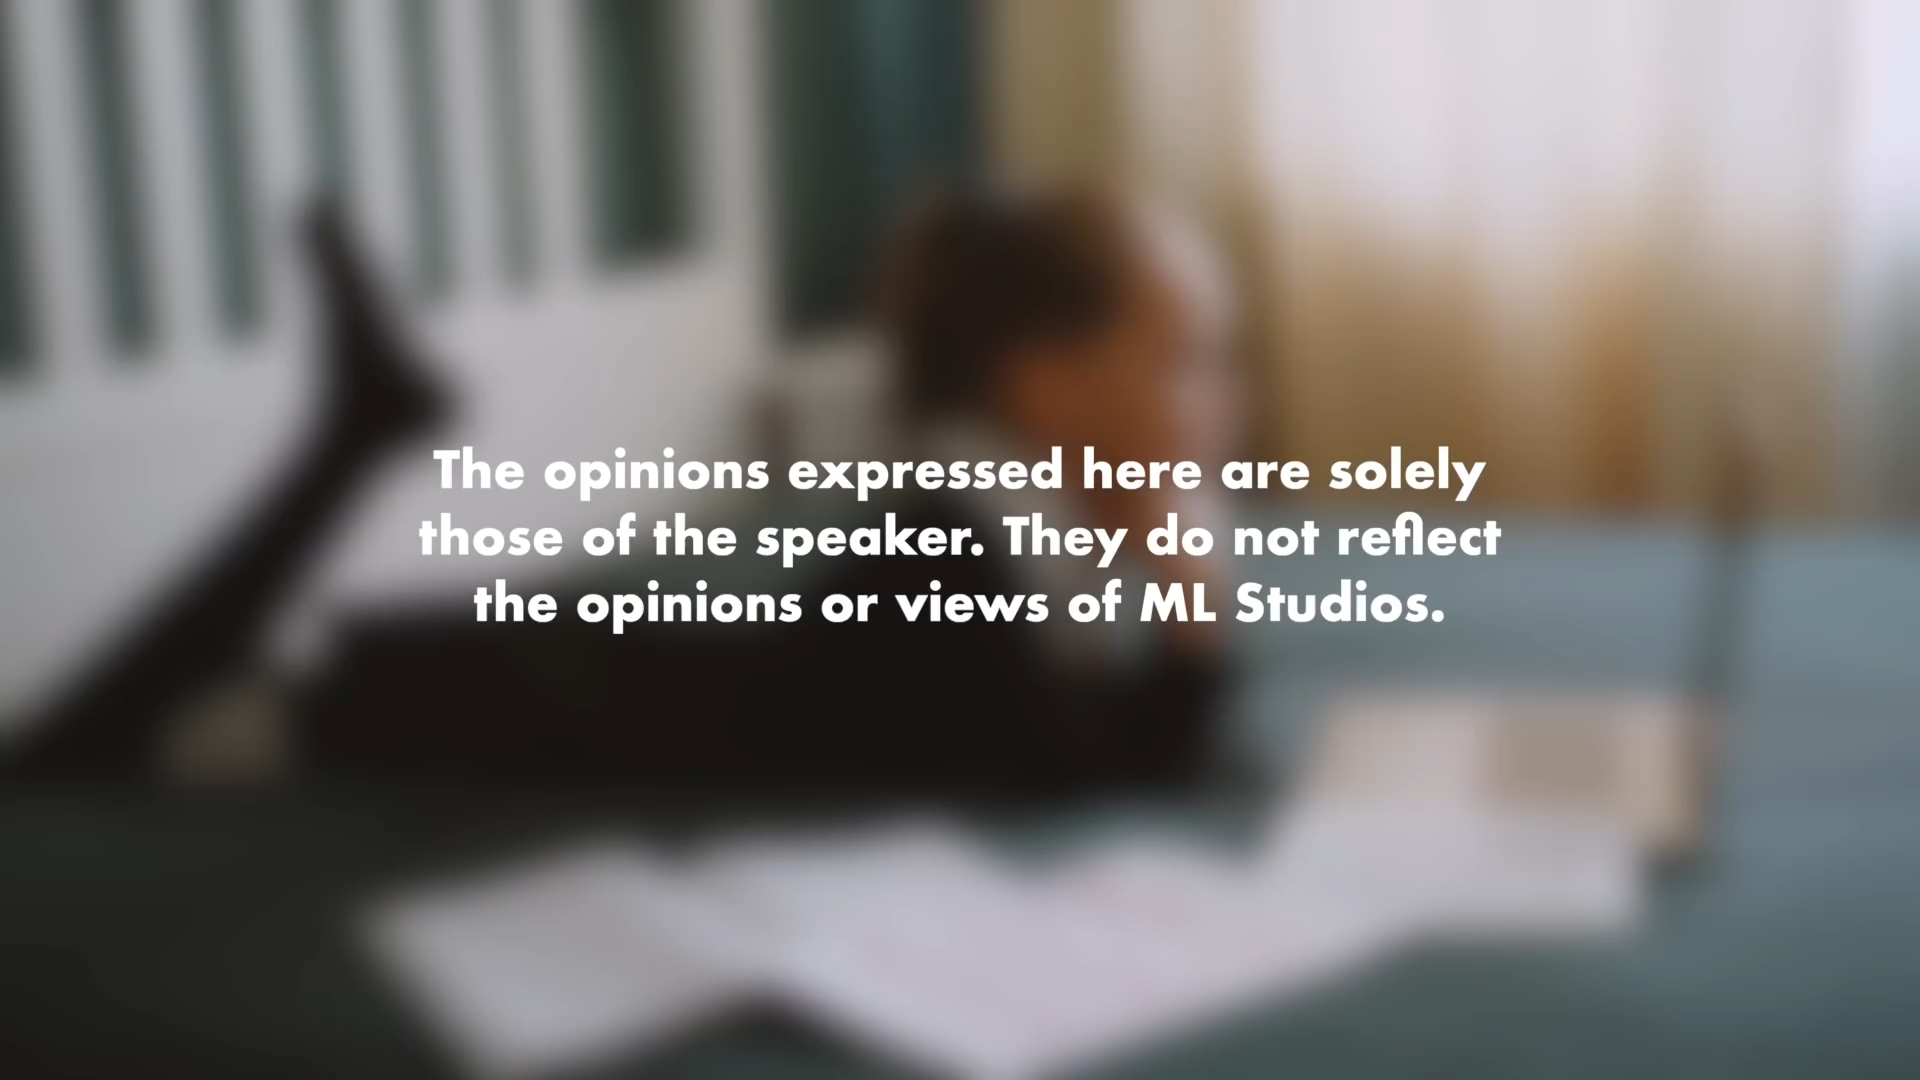 The opinions expressed here are solely
those of the speaker. They do not reflect
the opinions or views of ML Studios.